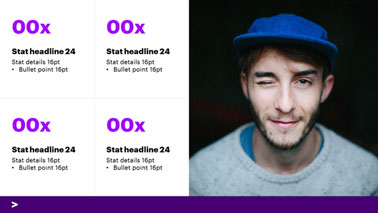 00x
Stat headline 24
Stat details 16pt
• Bullet point 16pt
00x
Stat headline 24
Stat details 16pt
• Bullet point 16pt
00x
Stat headline 24
Stat details 16pt
• Bullet point 16pt
00x
Stat headline 24
Stat details 16pt
• Bullet point 16pt
>